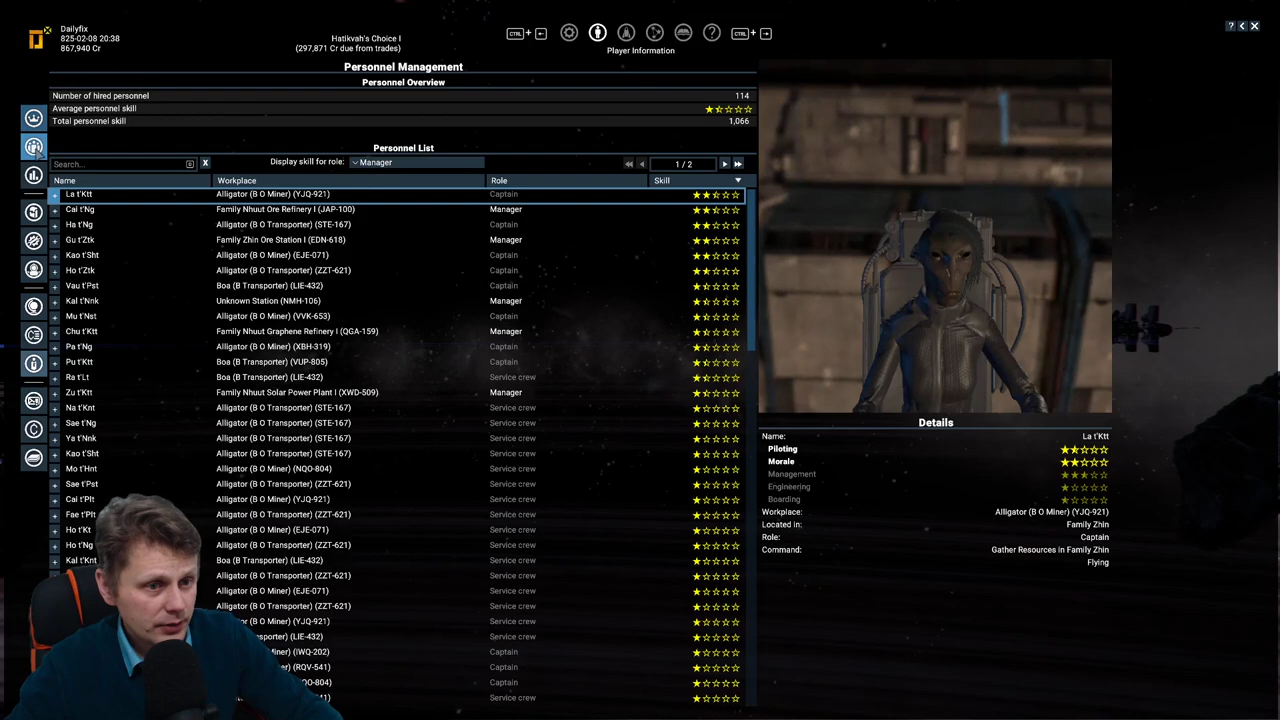 Dailyfix
825-02-08 20:38
867,940 Cr
Hatikvah's Choice I
(297,871 Cr due from trades)
CTRL + ←
?
CTRL + →
Player Information
Personnel Management
Personnel Overview
Number of hired personnel 114
Average personnel skill
Total personnel skill 1,066
Personnel List
Search... X Display skill for role: Manager 1 / 2
Name Workplace Role Skill
+ La t'Ktt Alligator (B O Miner) (YJQ-921) Captain
+ Cai t'Ng Family Nhuut Ore Refinery I (JAP-100) Manager
+ Ha t'Ng Alligator (B O Transporter) (STE-167) Captain
+ Gu t'Ztk Family Zhin Ore Station I (EDN-618) Manager
+ Kao t'Sht Alligator (B O Miner) (EJE-071) Captain
+ Ho t'Ztk Alligator (B O Transporter) (ZZT-621) Captain
+ Vau t'Pst Boa (B Transporter) (LIE-432) Captain
+ Kal t'Nnk Unknown Station (NMH-106) Manager
+ Mu t'Nst Alligator (B O Miner) (VVK-653) Captain
+ Chu t'Ktt Family Nhuut Graphene Refinery I (QGA-159) Manager
+ Pa t'Ng Alligator (B O Miner) (XBH-319) Captain
+ Pu t'Ktt Boa (B Transporter) (VUP-805) Captain
+ Ra t'Lt Boa (B Transporter) (LIE-432) Service crew
+ Zu t'Ktt Family Nhuut Solar Power Plant I (XWD-509) Manager
+ Na t'Knt Alligator (B O Transporter) (STE-167) Service crew
+ Sae t'Ng Alligator (B O Transporter) (STE-167) Service crew
+ Ya t'Nnk Alligator (B O Transporter) (STE-167) Service crew
+ Kao t'Sht Alligator (B O Transporter) (STE-167) Service crew
+ Mo t'Hnt Alligator (B O Miner) (NQO-804) Service crew
+ Sae t'Pst Alligator (B O Transporter) (ZZT-621) Service crew
+ Cai t'Plt Alligator (B O Miner) (YJQ-921) Service crew
+ Fae t'Plt Alligator (B O Transporter) (ZZT-621) Service crew
+ Ho t'Kt Alligator (B O Miner) (EJE-071) Service crew
+ Ho t'Ng Alligator (B O Transporter) (ZZT-621) Service crew
+ Kal t'Knt Boa (B Transporter) (LIE-432) Service crew
Alligator (B O Transporter) (ZZT-621) Service crew
Alligator (B O Miner) (EJE-071) Service crew
Alligator (B O Transporter) (ZZT-621) Service crew
Alligator (B O Miner) (YJQ-921) Service crew
(LIE-432) Service crew
Miner) (IWQ-202) Captain
Miner) (RQV-541) Captain
Captain
Service crew
Details
Name: La t'Ktt
Piloting
Morale
Management
Engineering
Boarding
Workplace: Alligator (B O Miner) (YJQ-921)
Located in: Family Zhin
Role: Captain
Command: Gather Resources in Family Zhin
Flying